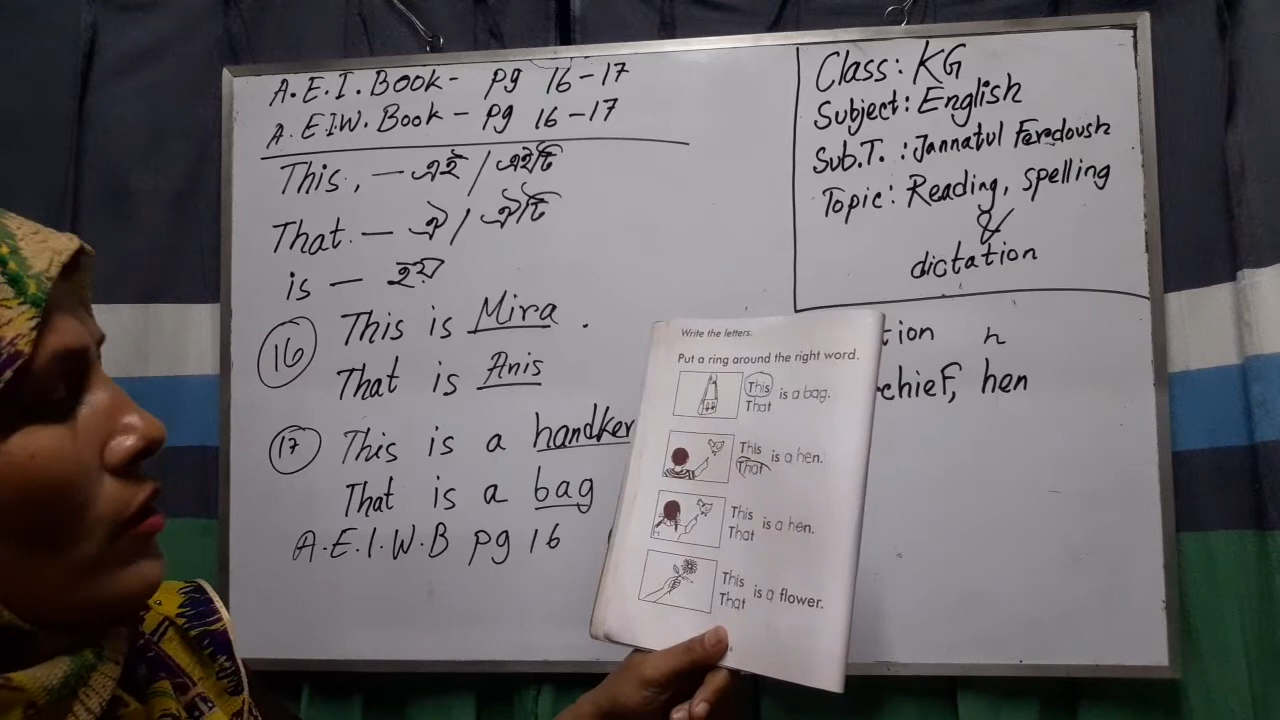 A.E.I.Book- pg 16-17
A.EIW.Book - pg 16-17
This, - এই / এইটি
That - ঐ / ঐটি
is - হয়
16 This is Mira.
That is Anis
17 This is a handker
That is a bag
A.E.I.W.B pg 16
Class: KG
Subject: English
Sub.T.: Jannatul Ferdoush
Topic: Reading, spelling
&
dictation
tion h
chief, hen
Write the letters.
Put a ring around the right word.
This
That
is a bag.
This
That
is a hen.
This
That
is a hen.
This
That
is a flower.